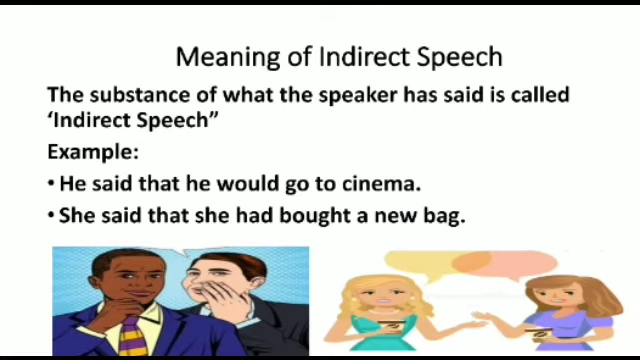 Meaning of Indirect Speech
The substance of what the speaker has said is called
‘Indirect Speech”
Example:
• He said that he would go to cinema.
• She said that she had bought a new bag.